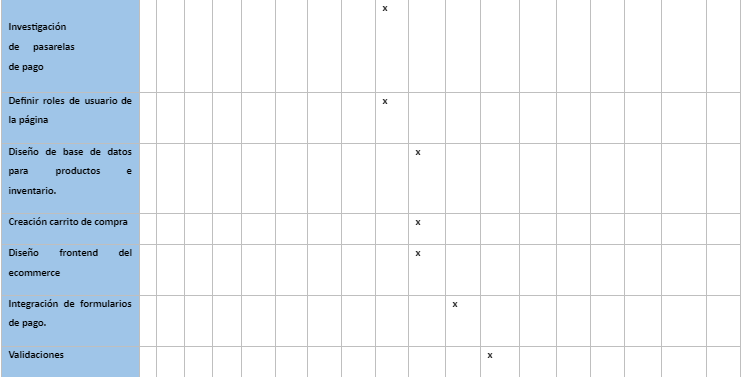 x
Investigación
de pasarelas
de pago
Definir roles de usuario de x
la página
Diseño de base de datos x
para productos e
inventario.
Creación carrito de compra x
Diseño frontend del x
ecommerce
Integración de formularios x
de pago.
Validaciones x